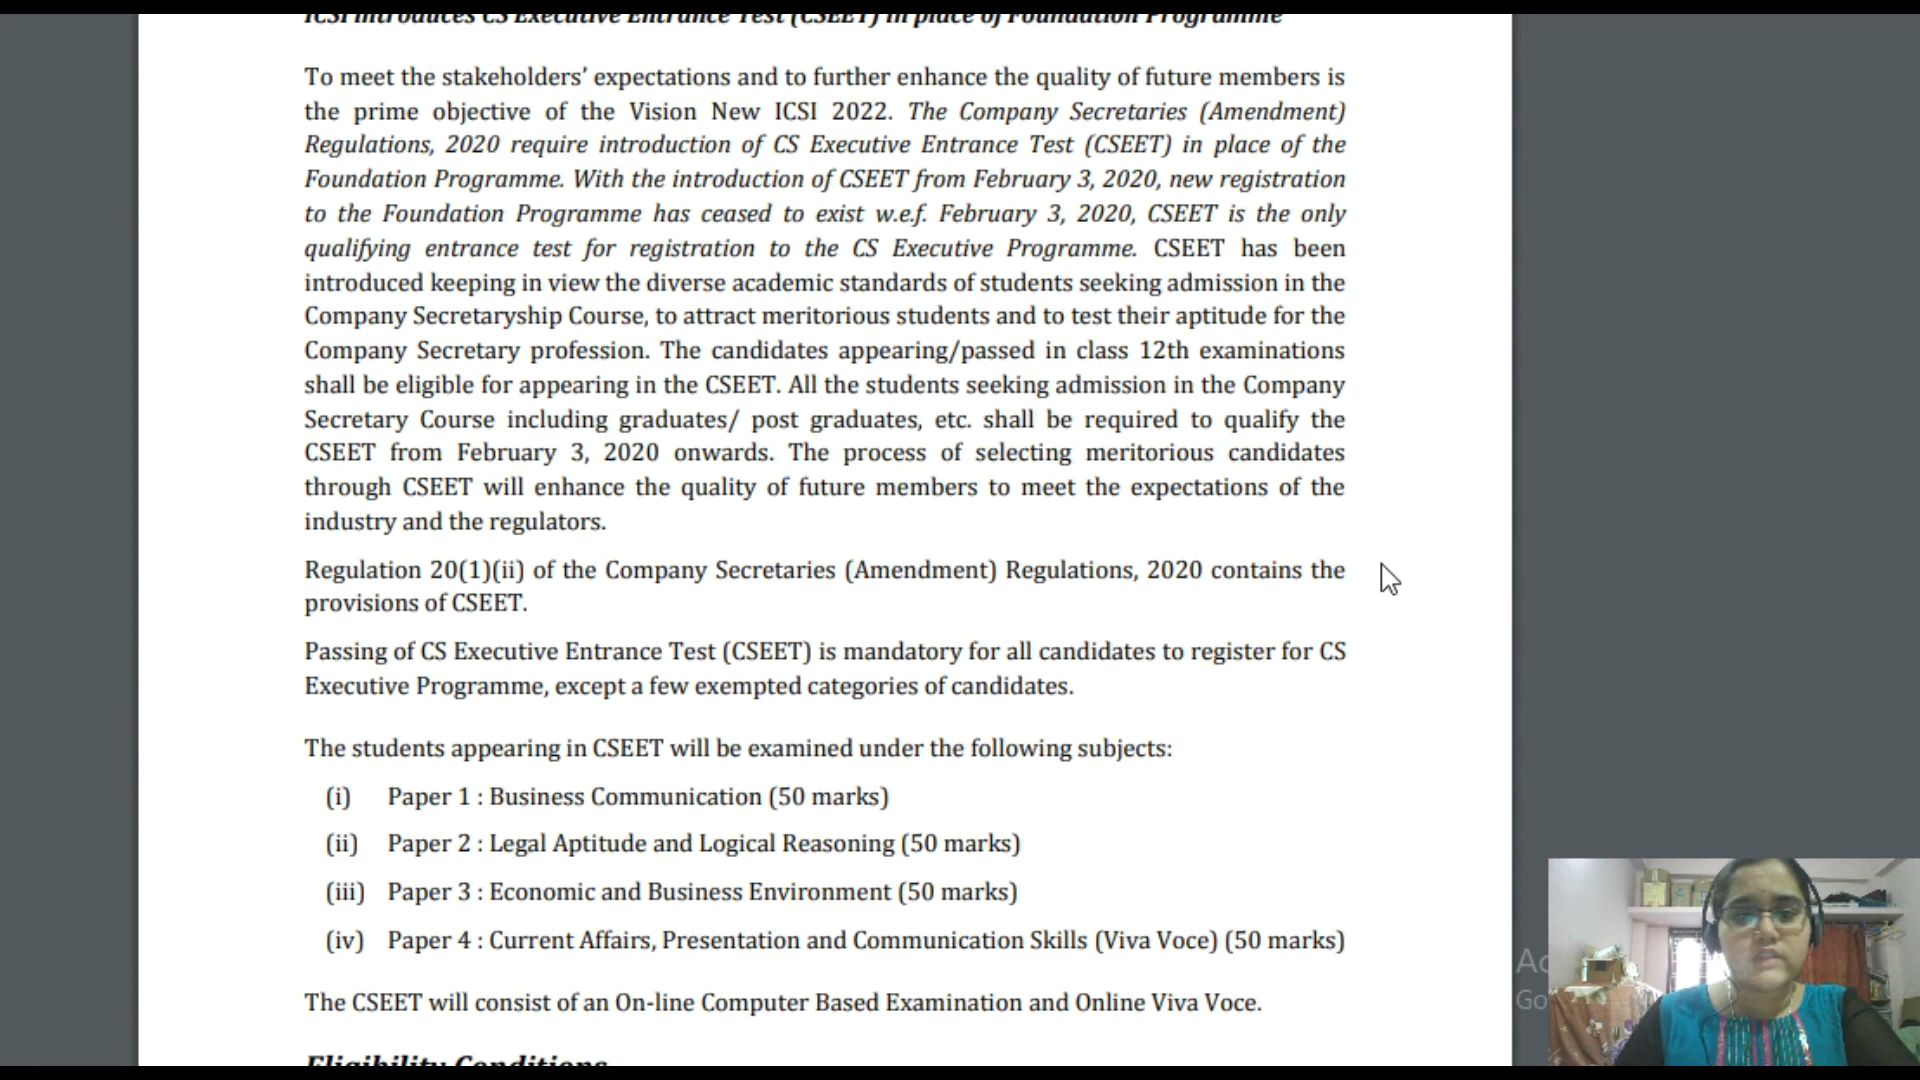 ICSI introduces CS Executive Entrance Test (CSEET) in place of Foundation Programme
To meet the stakeholders' expectations and to further enhance the quality of future members is
the prime objective of the Vision New ICSI 2022. The Company Secretaries (Amendment)
Regulations, 2020 require introduction of CS Executive Entrance Test (CSEET) in place of the
Foundation Programme. With the introduction of CSEET from February 3, 2020, new registration
to the Foundation Programme has ceased to exist w.e.f. February 3, 2020, CSEET is the only
qualifying entrance test for registration to the CS Executive Programme. CSEET has been
introduced keeping in view the diverse academic standards of students seeking admission in the
Company Secretaryship Course, to attract meritorious students and to test their aptitude for the
Company Secretary profession. The candidates appearing/passed in class 12th examinations
shall be eligible for appearing in the CSEET. All the students seeking admission in the Company
Secretary Course including graduates/ post graduates, etc. shall be required to qualify the
CSEET from February 3, 2020 onwards. The process of selecting meritorious candidates
through CSEET will enhance the quality of future members to meet the expectations of the
industry and the regulators.
Regulation 20(1)(ii) of the Company Secretaries (Amendment) Regulations, 2020 contains the
provisions of CSEET.
Passing of CS Executive Entrance Test (CSEET) is mandatory for all candidates to register for CS
Executive Programme, except a few exempted categories of candidates.
The students appearing in CSEET will be examined under the following subjects:
(i) Paper 1 : Business Communication (50 marks)
(ii) Paper 2 : Legal Aptitude and Logical Reasoning (50 marks)
(iii) Paper 3 : Economic and Business Environment (50 marks)
(iv) Paper 4 : Current Affairs, Presentation and Communication Skills (Viva Voce) (50 marks)
The CSEET will consist of an On-line Computer Based Examination and Online Viva Voce.
Eligibility Conditions